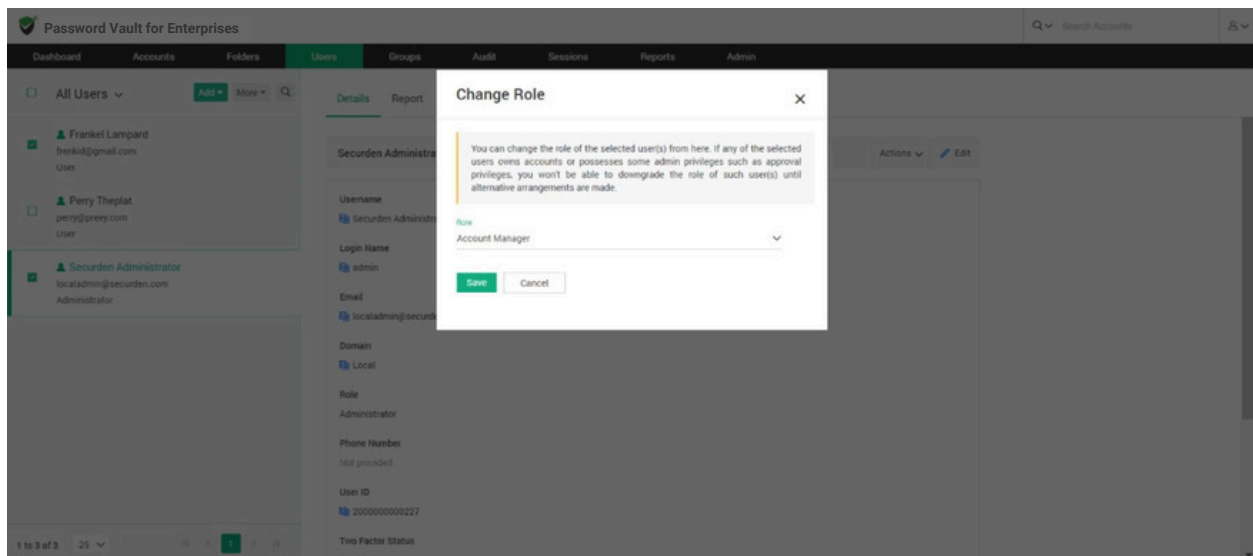 Password Vault for Enterprises
Search Accounts
Dashboard Accounts Folders Users Groups Audit Sessions Reports Admin
All Users
Add More
Frankel Lampard
frenkid@gmail.com
User
Perry Theplat
perry@preey.com
User
Securden Administrator
localadmin@securden.com
Administrator
1 to 3 of 3 25 1
Details Report
Securden Administra
Actions Edit
Username
Securden Administr
Login Name
admin
Email
localadmin@securd
Domain
Local
Role
Administrator
Phone Number
Not provided
User ID
2000000000227
Two Factor Status
Change Role
You can change the role of the selected user(s) from here. If any of the selected
users owns accounts or possesses some admin privileges such as approval
privileges, you won't be able to downgrade the role of such user(s) until
alternative arrangements are made.
Role
Account Manager
Save Cancel